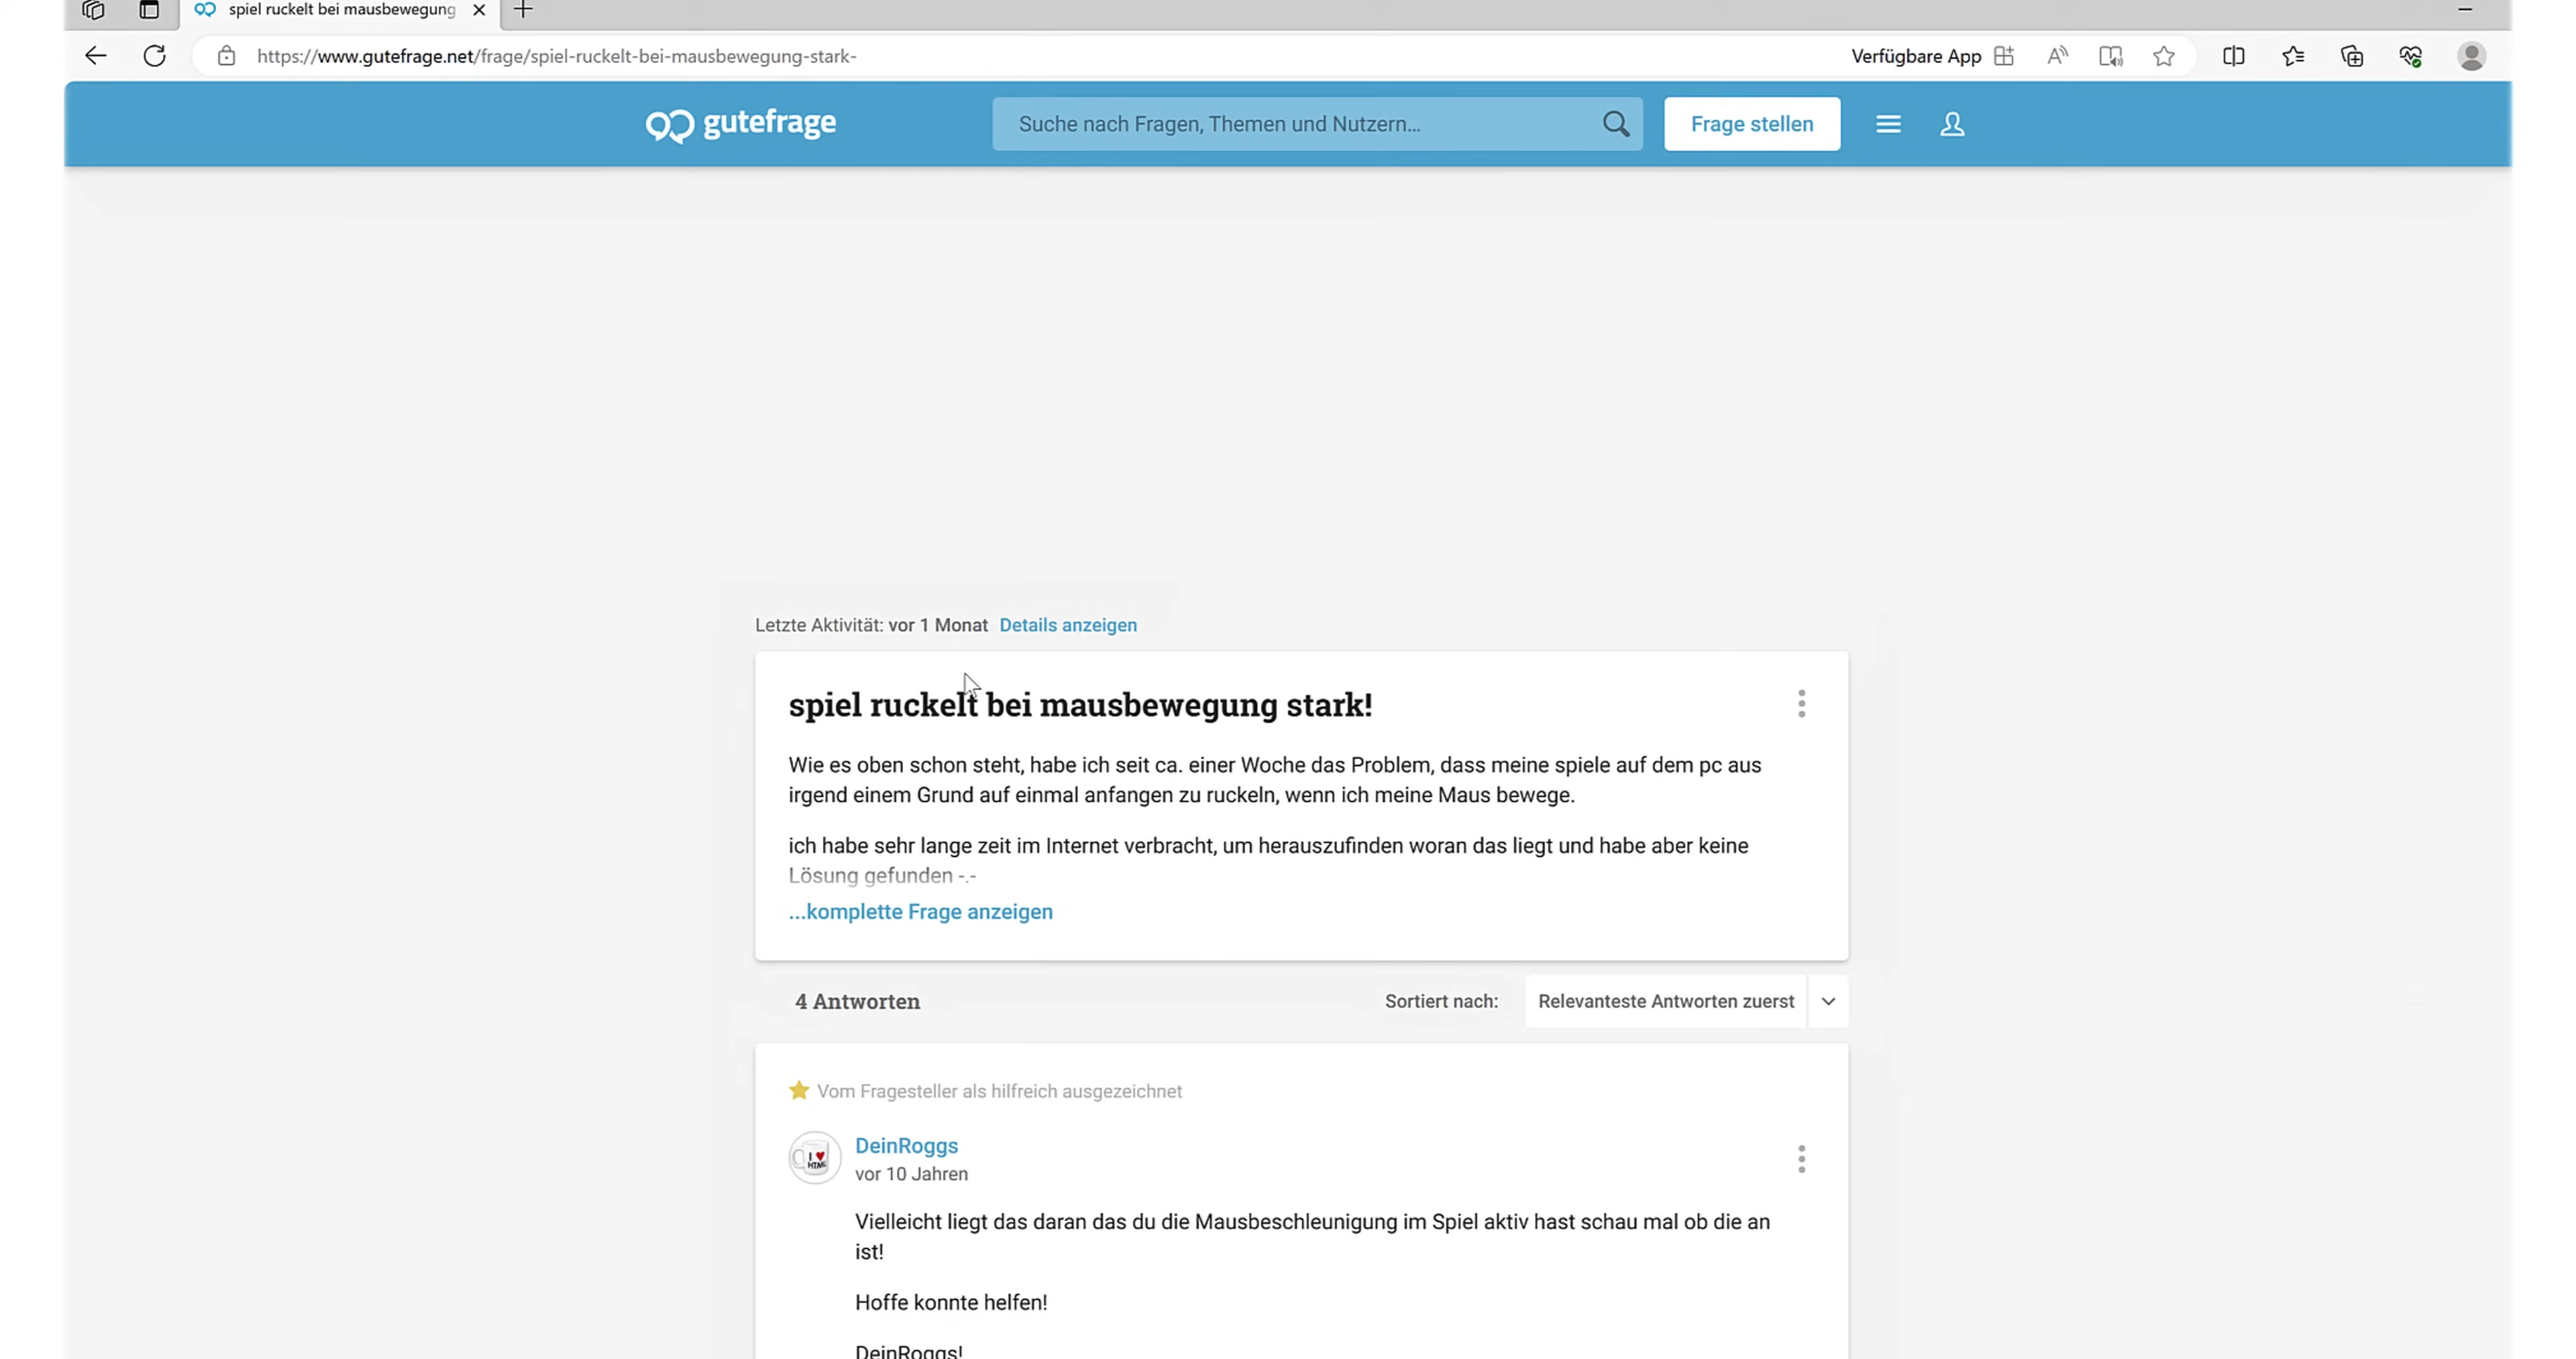 spiel ruckelt bei mausbewegung
https://www.gutefrage.net/frage/spiel-ruckelt-bei-mausbewegung-stark-
Verfügbare App
gutefrage
Suche nach Fragen, Themen und Nutzern...
Frage stellen
Letzte Aktivität: vor 1 Monat Details anzeigen
spiel ruckelt bei mausbewegung stark!
Wie es oben schon steht, habe ich seit ca. einer Woche das Problem, dass meine spiele auf dem pc aus
irgend einem Grund auf einmal anfangen zu ruckeln, wenn ich meine Maus bewege.
ich habe sehr lange zeit im Internet verbracht, um herauszufinden woran das liegt und habe aber keine
Lösung gefunden -.-
...komplette Frage anzeigen
4 Antworten
Sortiert nach:
Relevanteste Antworten zuerst
Vom Fragesteller als hilfreich ausgezeichnet
I ♥
HTML
DeinRoggs
vor 10 Jahren
Vielleicht liegt das daran das du die Mausbeschleunigung im Spiel aktiv hast schau mal ob die an
ist!
Hoffe konnte helfen!
DeinRoggs!